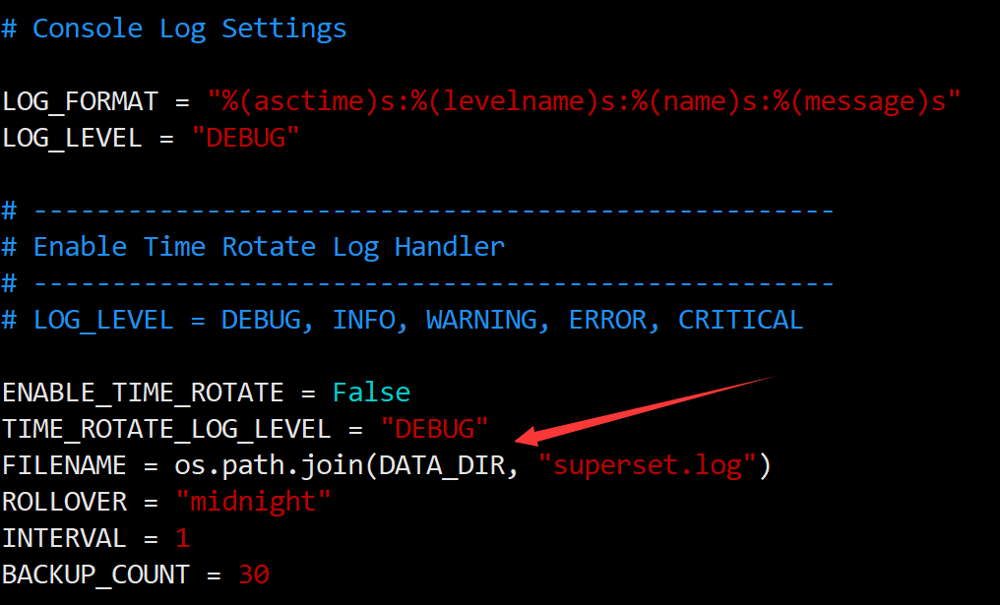 # Console Log Settings
LOG_FORMAT = "%(asctime)s:%(levelname)s:%(name)s:%(message)s"
LOG_LEVEL = "DEBUG"
# ---------------------------------------------------
# Enable Time Rotate Log Handler
# ---------------------------------------------------
# LOG_LEVEL = DEBUG, INFO, WARNING, ERROR, CRITICAL
ENABLE_TIME_ROTATE = False
TIME_ROTATE_LOG_LEVEL = "DEBUG"
FILENAME = os.path.join(DATA_DIR, "superset.log")
ROLLOVER = "midnight"
INTERVAL = 1
BACKUP_COUNT = 30